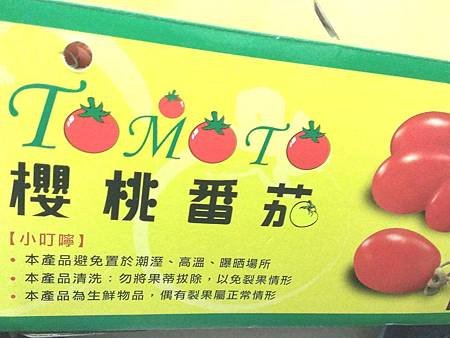 TOMOTO
櫻桃番茄
【小叮嚀】
・本產品避免置於潮溼、高溫、曝晒場所
・本產品清洗：勿將果蒂拔除，以免裂果情形
・本產品為生鮮物品，偶有裂果屬正常情形